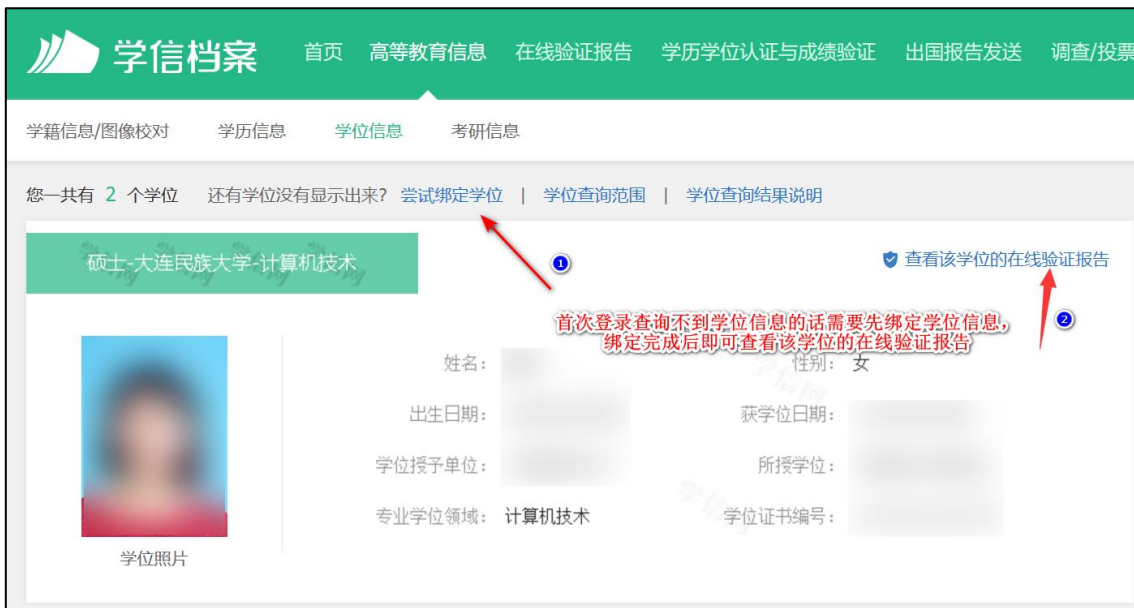 学信档案 首页 高等教育信息 在线验证报告 学历学位认证与成绩验证 出国报告发送 调查/投票
学籍信息/图像校对 学历信息 学位信息 考研信息
您一共有 2 个学位 还有学位没有显示出来? 尝试绑定学位 | 学位查询范围 | 学位查询结果说明
硕士-大连民族大学-计算机技术
查看该学位的在线验证报告
1
首次登录查询不到学位信息的话需要先绑定学位信息，
2
绑定完成后即可查看该学位的在线验证报告
姓名： 性别： 女
出生日期： 获学位日期：
学位授予单位： 所授学位：
专业学位领域： 计算机技术 学位证书编号：
学位照片
学信网
学信网